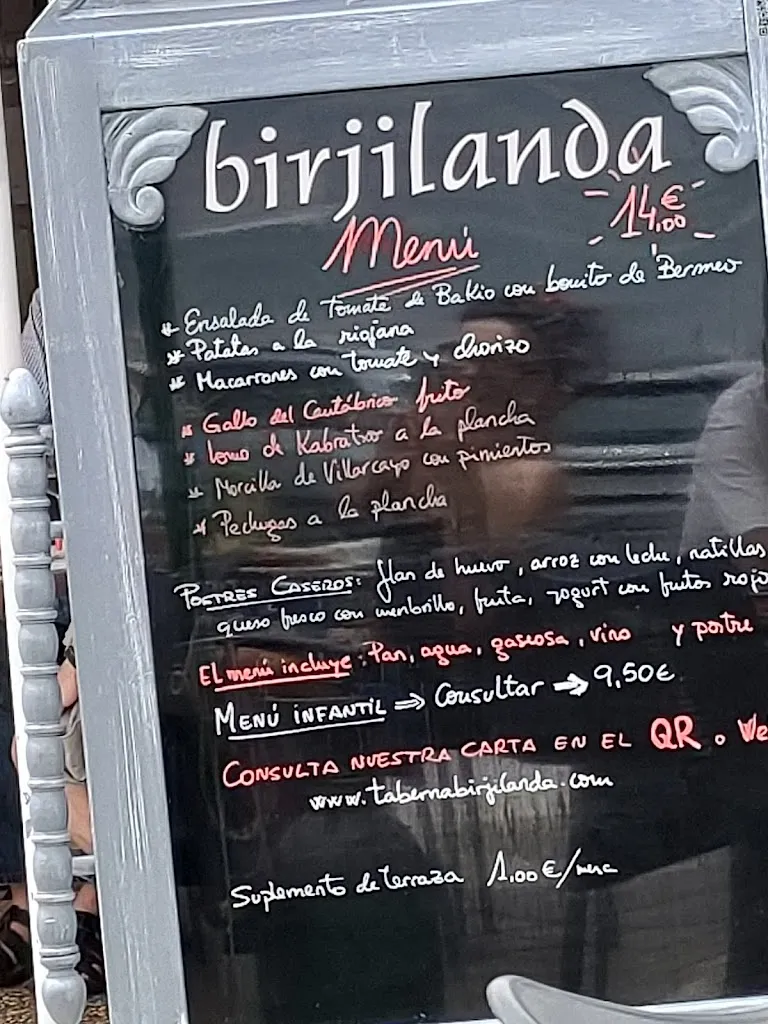 birjilanda
14,00€
Menú
* Ensalada de Tomate de Bakio con bonito de Bermeo
* Patatas a la riojana
* Macarrones con tomate y chorizo
* Gallo del Cantábrico frito
* Lomo de Kabratxo a la plancha
* Morcilla de Villarcayo con pimientos
* Pechugas a la plancha
POSTRES CASEROS: flan de huevo, arroz con leche, natillas
queso fresco con menbrillo, fruta, yogurt con frutos rojo
EL menú incluye: Pan, agua, gaseosa, vino y postre
MENÚ INFANTIL ⇒ Consultar → 9,50€
CONSULTA NUESTRA CARTA EN EL QR o We
www.tabernabirjilanda.com
Suplemento de terraza 1,00€/mesa